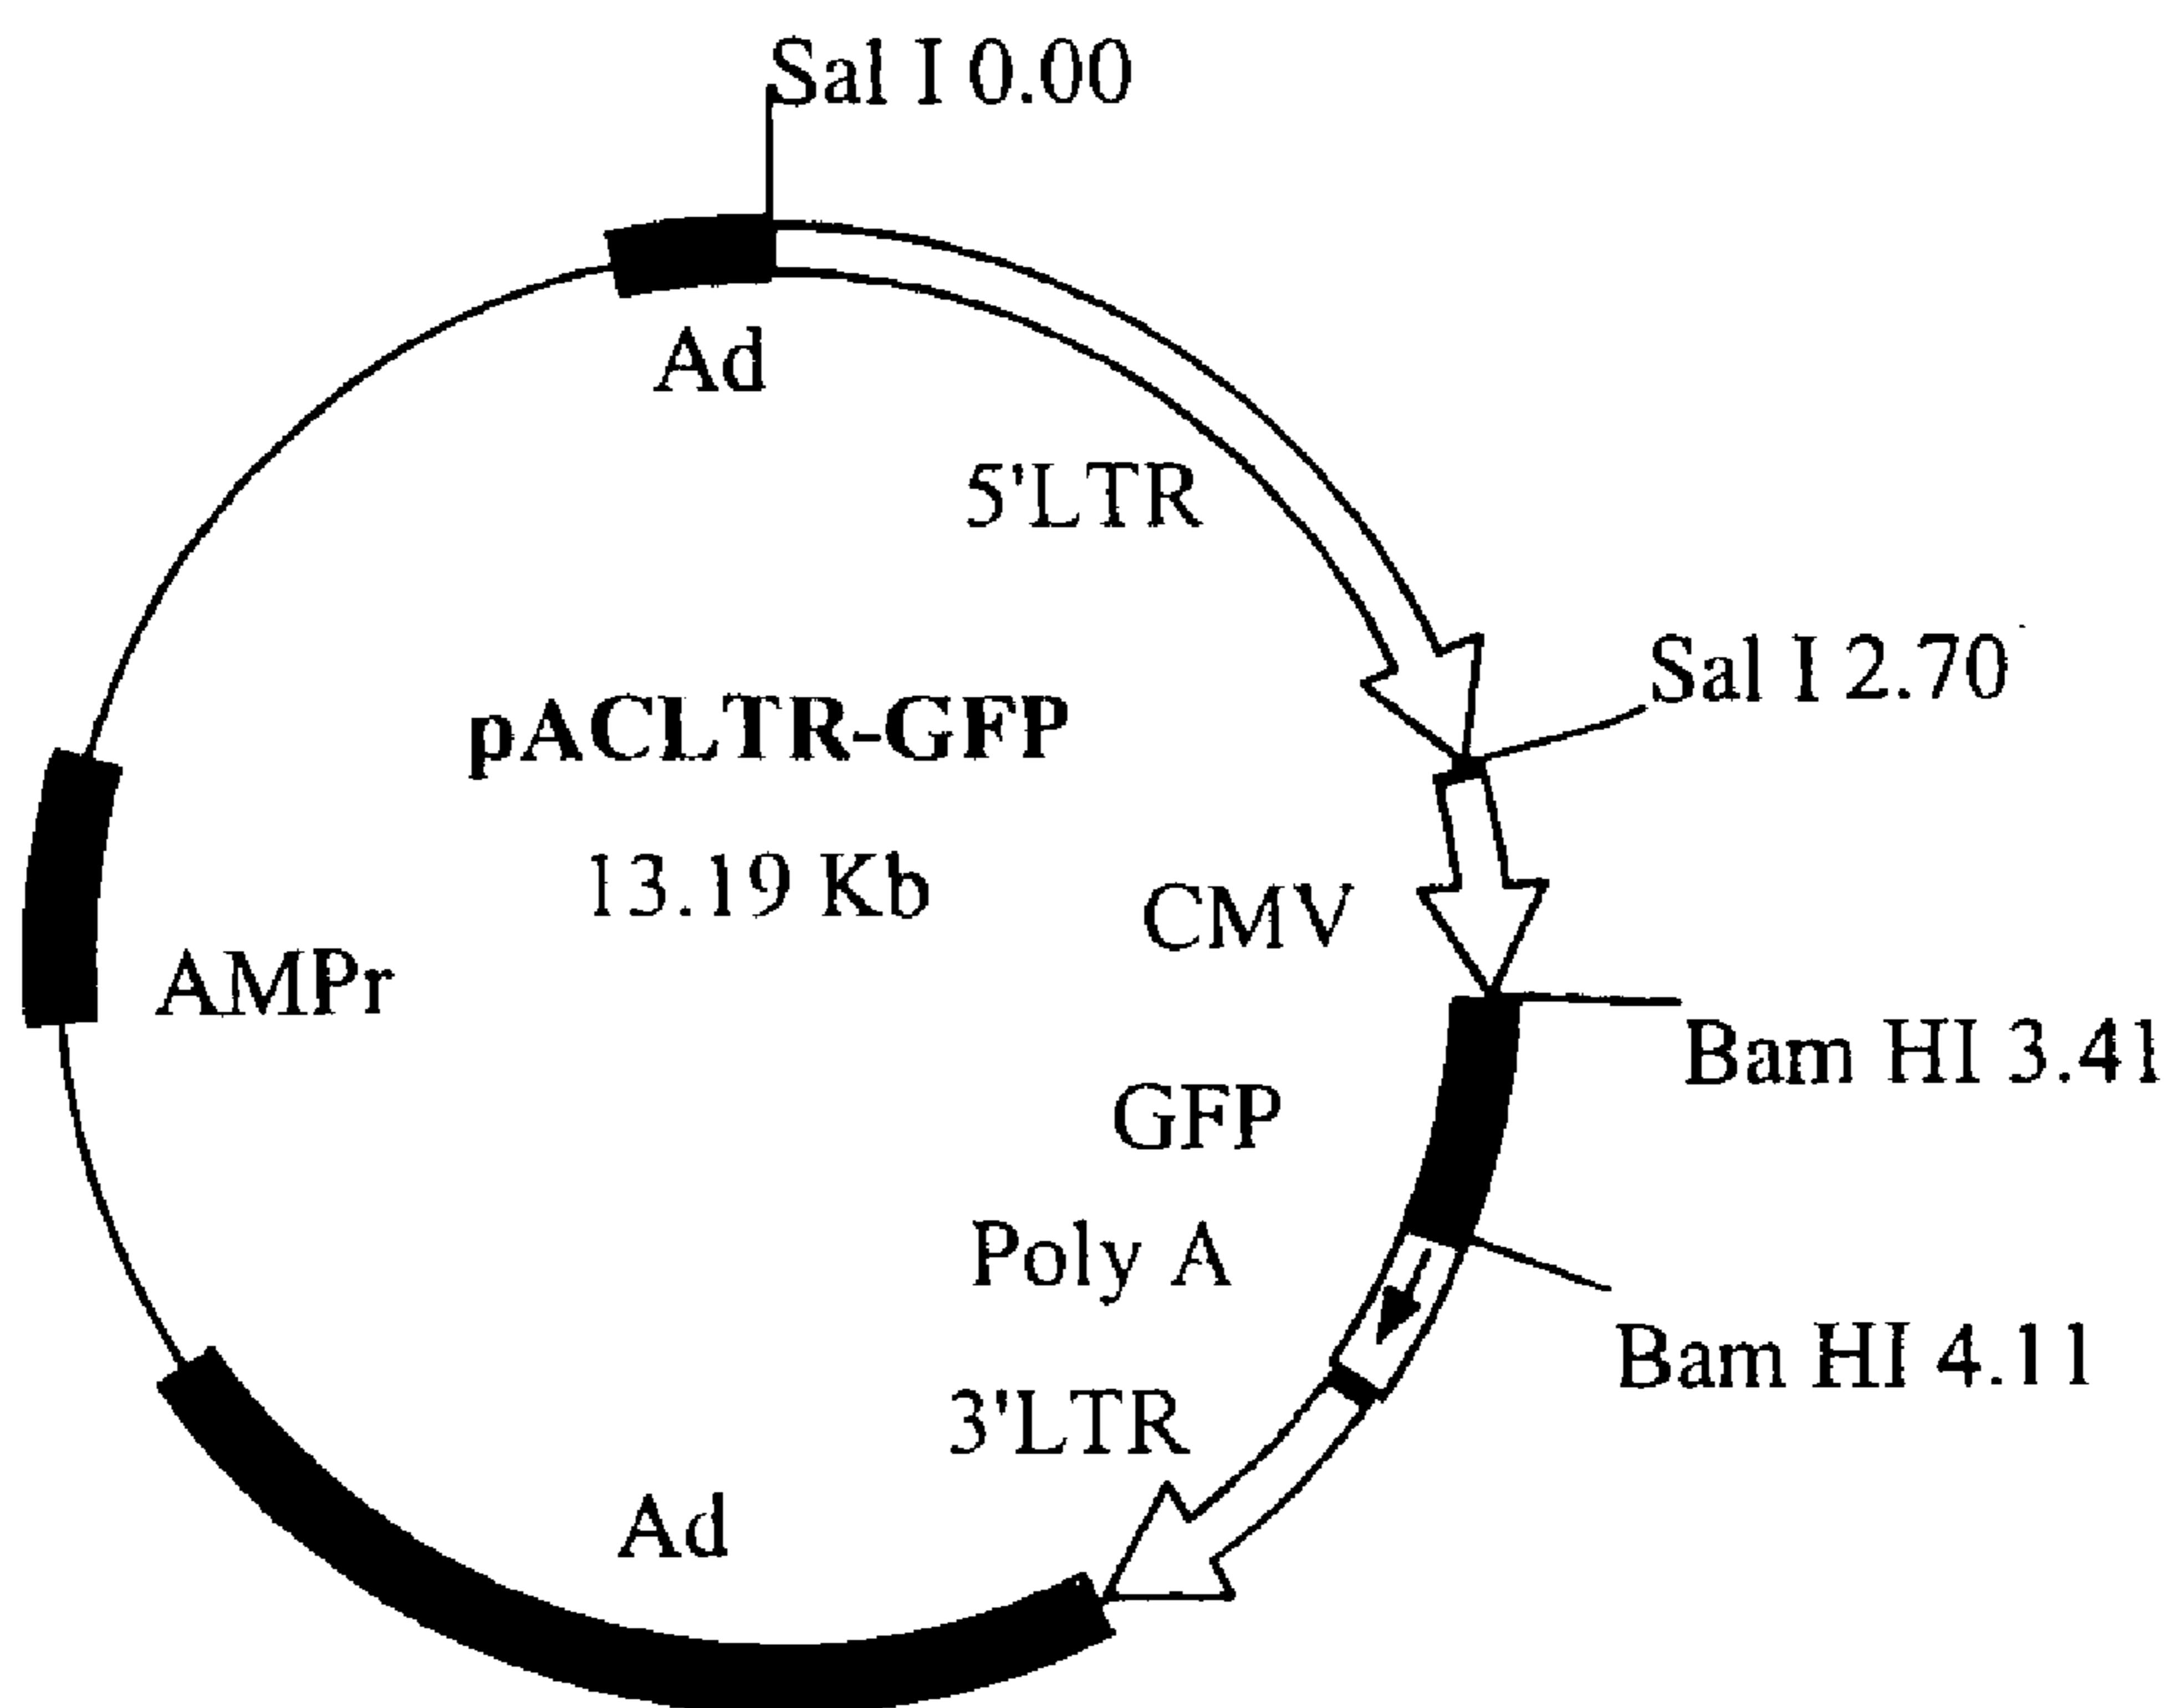 Sal I 0.00
Ad
5'LTR
Sal I 2.70
pACLTR-GFP
13.19 Kb
CMV
AMPr
Bam HI 3.41
GFP
Poly A
Bam HI 4.11
3'LTR
Ad